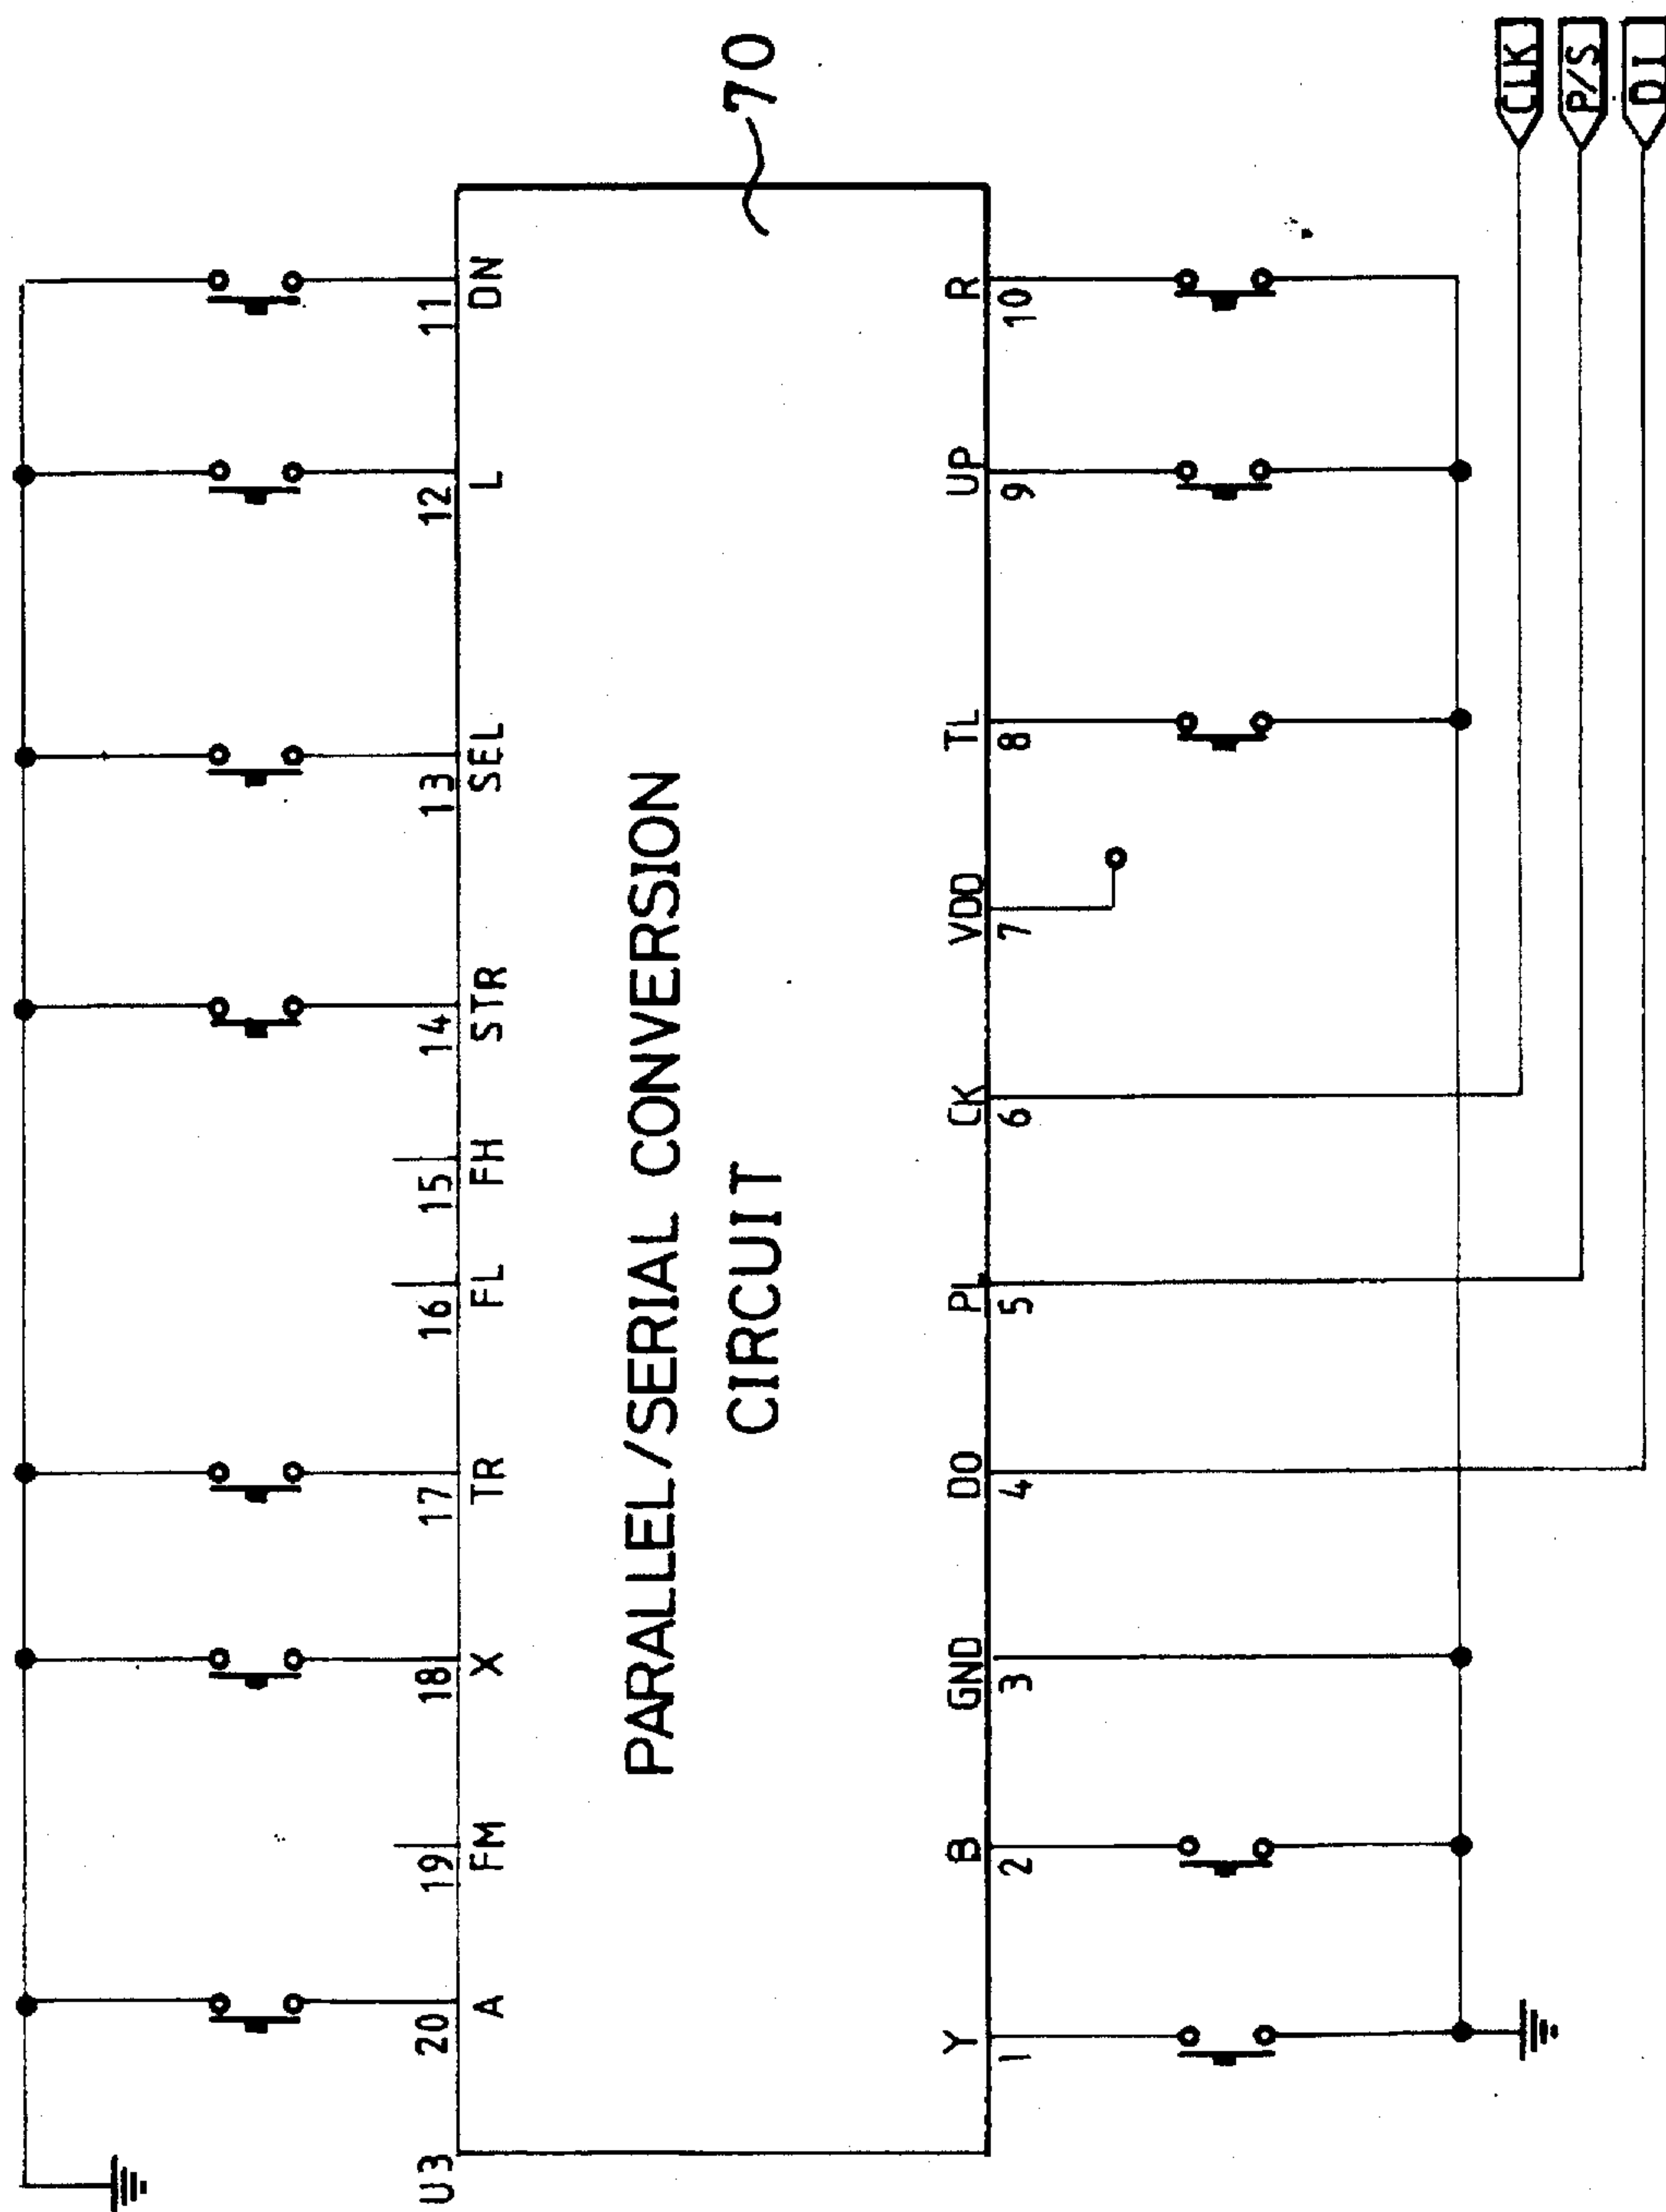 U3
20
19
18
17
16
15
14
13
12
11
A
FM
X
TR
FL
FH
STR
SEL
L
DN
PARALLEL/SERIAL CONVERSION
CIRCUIT
70
Y
B
GND
DO
PL
CK
VDD
TL
UP
R
1
2
3
4
5
6
7
8
9
10
CLK
P/S
DI